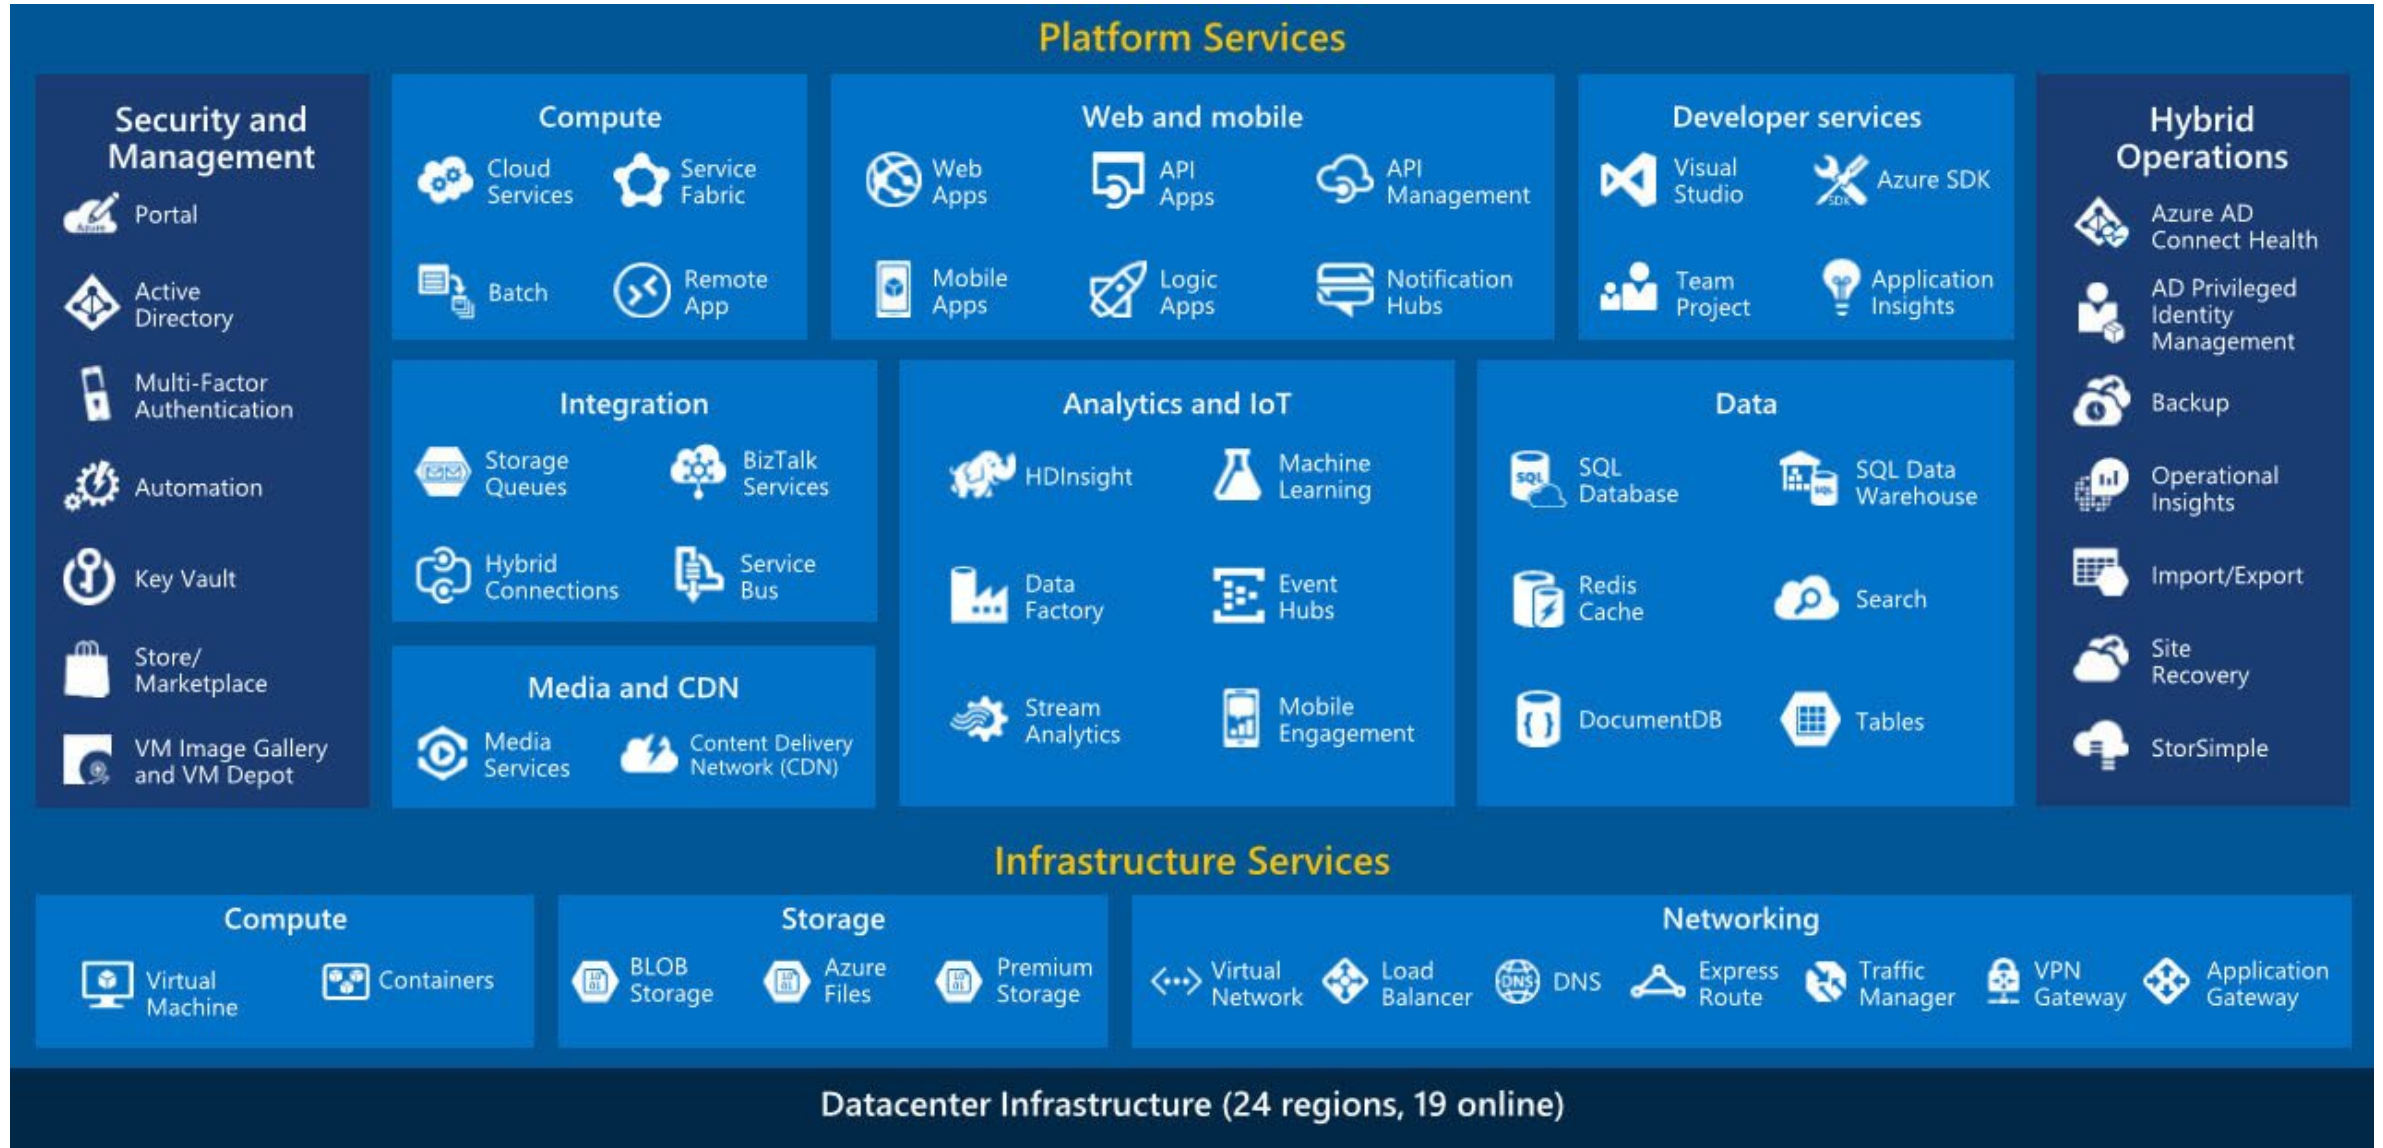 Platform Services
Security and
Management
Portal
Active
Directory
Multi-Factor
Authentication
Automation
Key Vault
Store/
Marketplace
VM Image Gallery
and VM Depot
Compute
Cloud
Services
Service
Fabric
Batch
Remote
App
Web and mobile
Web
Apps
API
Apps
API
Management
Mobile
Apps
Logic
Apps
Notification
Hubs
Developer services
Visual
Studio
SDK
Azure SDK
Team
Project
Application
Insights
Integration
Storage
Queues
BizTalk
Services
Hybrid
Connections
Service
Bus
Media and CDN
Media
Services
Content Delivery
Network (CDN)
Analytics and IoT
HDInsight
Machine
Learning
Data
Factory
Event
Hubs
Stream
Analytics
Mobile
Engagement
Data
SQL
SQL
Database
SQL
SQL Data
Warehouse
Redis
Cache
Search
DocumentDB
Tables
Hybrid
Operations
Azure AD
Connect Health
AD Privileged
Identity
Management
Backup
Operational
Insights
Import/Export
Site
Recovery
StorSimple
Infrastructure Services
Compute
Virtual
Machine
Containers
Storage
BLOB
Storage
Azure
Files
Premium
Storage
Networking
Virtual
Network
Load
Balancer
DNS
DNS
Express
Route
Traffic
Manager
VPN
Gateway
Application
Gateway
Datacenter Infrastructure (24 regions, 19 online)